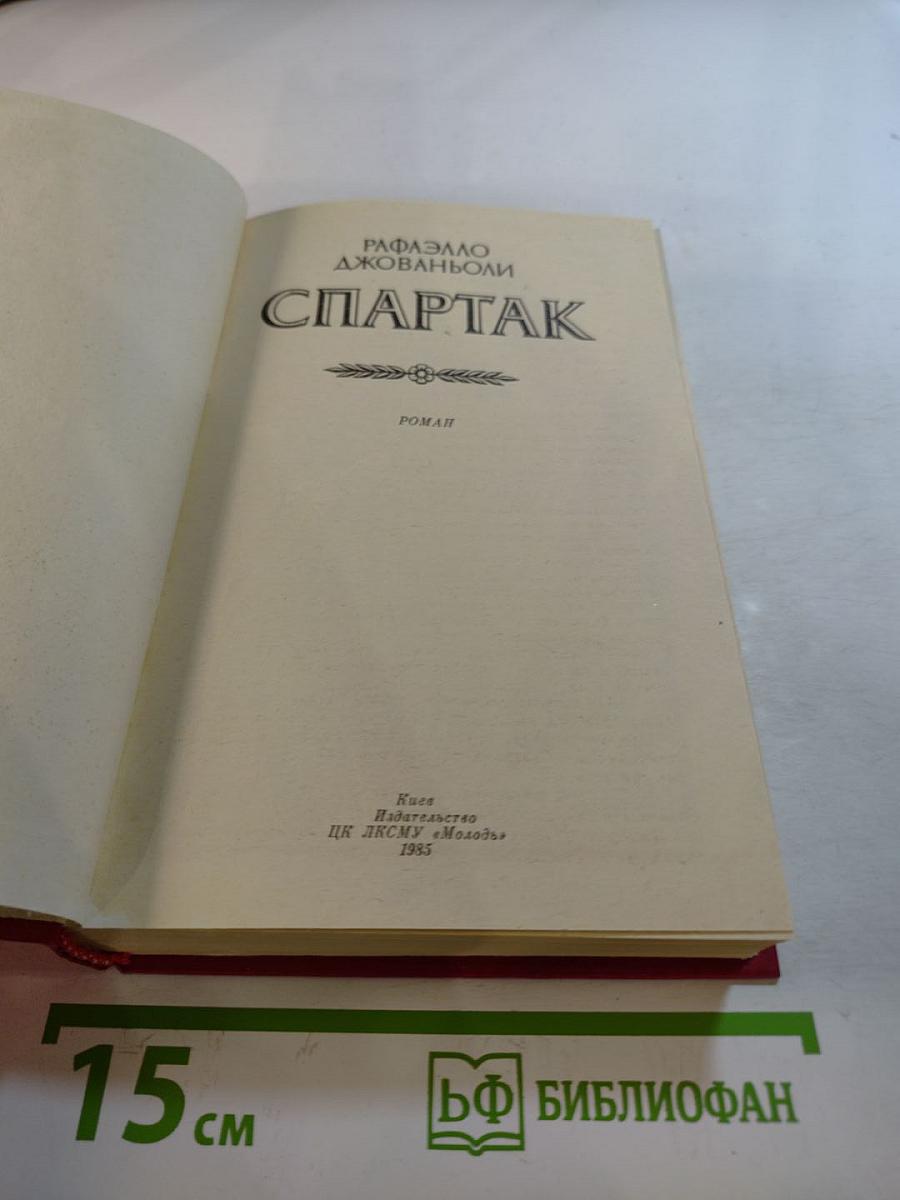 РАФАЭЛЛО
ДЖОВАНЬОЛИ
СПАРТАК
РОМАН
Киев
Издательство
ЦК ЛКСМУ «Молодь»
1985
15 см
ЬФ БИБЛИОФАН